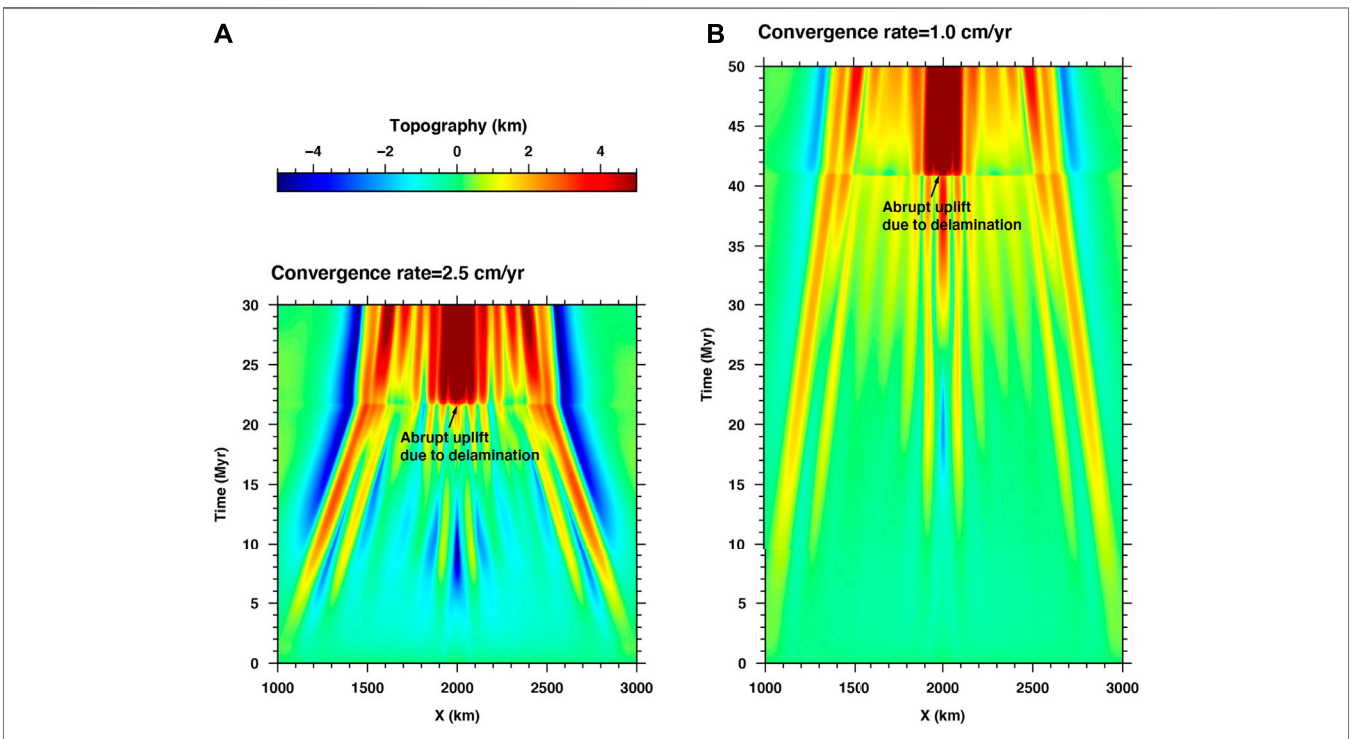 A
Topography (km)
−4 −2 0 2 4
Convergence rate=2.5 cm/yr
30
25
20
15
10
5
0
Time (Myr)
Abrupt uplift
due to delamination
1000 1500 2000 2500 3000
X (km)
B
Convergence rate=1.0 cm/yr
50
45
40
35
30
25
20
15
10
5
0
Time (Myr)
Abrupt uplift
due to delamination
1000 1500 2000 2500 3000
X (km)